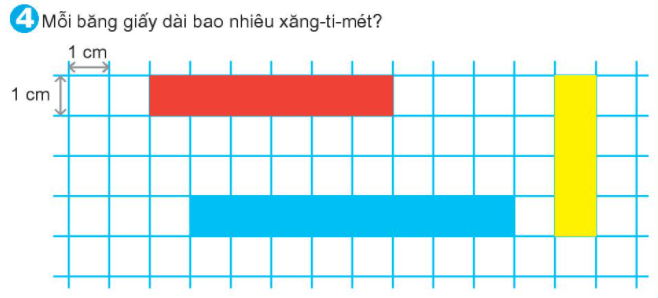 4 Mỗi băng giấy dài bao nhiêu xăng-ti-mét?
1 cm
1 cm